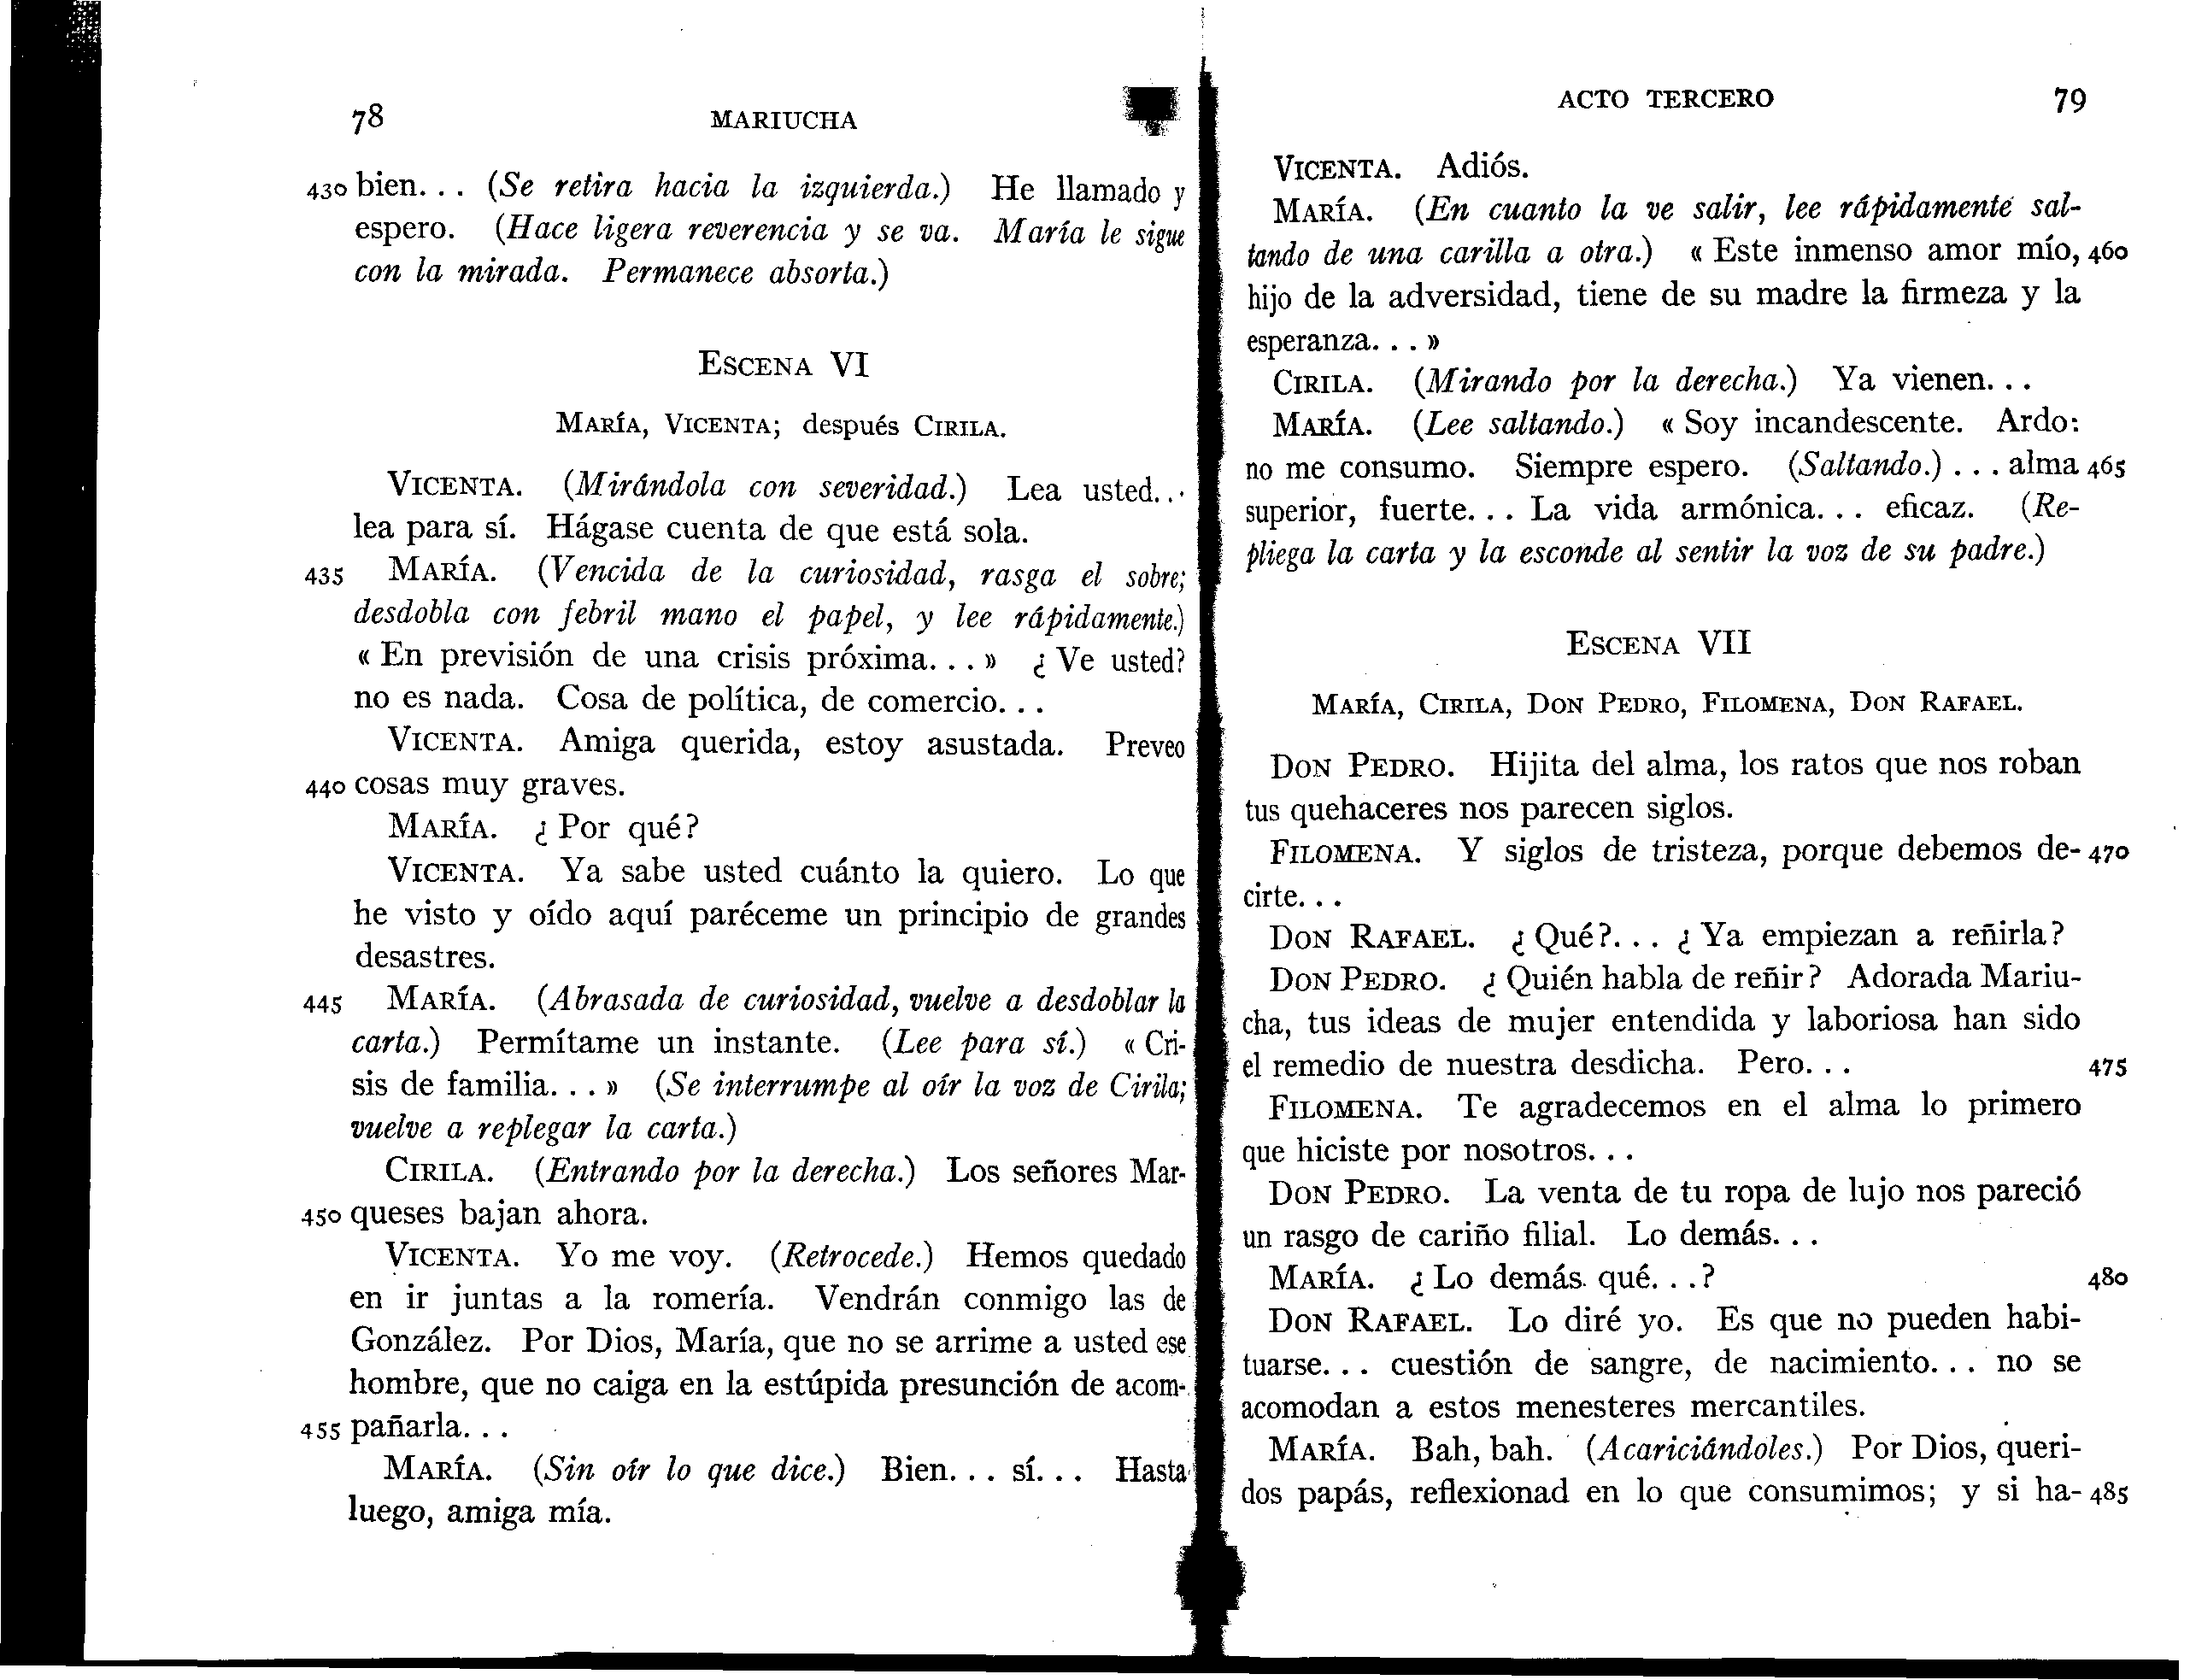 78
MARIUCHA
430 bien. . . (Se retira hacia la izquierda.) He llamado y
espero. (Hace ligera reverencia y se va. María le sigue
con la mirada. Permanece absorta.)
ESCENA VI
MARÍA, VICENTA; después CIRILA.
VICENTA. (Mirándola con severidad.) Lea usted. . .
lea para sí. Hágase cuenta de que está sola.
435 MARÍA. (Vencida de la curiosidad, rasga el sobre;
desdobla con febril mano el papel, y lee rápidamente.)
« En previsión de una crisis próxima. . . » ¿ Ve usted?
no es nada. Cosa de política, de comercio. . .
VICENTA. Amiga querida, estoy asustada. Preveo
440 cosas muy graves.
MARÍA. ¿ Por qué?
VICENTA. Ya sabe usted cuánto la quiero. Lo que
he visto y oído aquí paréceme un principio de grandes
desastres.
445 MARÍA. (Abrasada de curiosidad, vuelve a desdoblar la
carta.) Permítame un instante. (Lee para sí.) « Cri-
sis de familia. . . » (Se interrumpe al oír la voz de Cirila;
vuelve a replegar la carta.)
CIRILA. (Entrando por la derecha.) Los señores Mar-
450 queses bajan ahora.
VICENTA. Yo me voy. (Retrocede.) Hemos quedado
en ir juntas a la romería. Vendrán conmigo las de
González. Por Dios, María, que no se arrime a usted ese
hombre, que no caiga en la estúpida presunción de acom-
455 pañarla. . .
MARÍA. (Sin oír lo que dice.) Bien. . . sí. . . Hasta
luego, amiga mía.
ACTO TERCERO
79
VICENTA. Adiós.
MARÍA. (En cuanto la ve salir, lee rápidamente sal-
tando de una carilla a otra.) « Este inmenso amor mío, 460
hijo de la adversidad, tiene de su madre la firmeza y la
esperanza. . . »
CIRILA. (Mirando por la derecha.) Ya vienen. . .
MARÍA. (Lee saltando.) « Soy incandescente. Ardo:
no me consumo. Siempre espero. (Saltando.) . . . alma 465
superior, fuerte. . . La vida armónica. . . eficaz. (Re-
pliega la carta y la esconde al sentir la voz de su padre.)
ESCENA VII
MARÍA, CIRILA, DON PEDRO, FILOMENA, DON RAFAEL.
DON PEDRO. Hijita del alma, los ratos que nos roban
tus quehaceres nos parecen siglos.
FILOMENA. Y siglos de tristeza, porque debemos de- 470
cirte. . .
DON RAFAEL. ¿ Qué?. . . ¿ Ya empiezan a reñirla?
DON PEDRO. ¿ Quién habla de reñir? Adorada Mariu-
cha, tus ideas de mujer entendida y laboriosa han sido
el remedio de nuestra desdicha. Pero. . . 475
FILOMENA. Te agradecemos en el alma lo primero
que hiciste por nosotros. . .
DON PEDRO. La venta de tu ropa de lujo nos pareció
un rasgo de cariño filial. Lo demás. . .
MARÍA. ¿ Lo demás qué. . .? 480
DON RAFAEL. Lo diré yo. Es que no pueden habi-
tuarse. . . cuestión de sangre, de nacimiento. . . no se
acomodan a estos menesteres mercantiles.
MARÍA. Bah, bah. (Acariciándoles.) Por Dios, queri-
dos papás, reflexionad en lo que consumimos; y si ha- 485